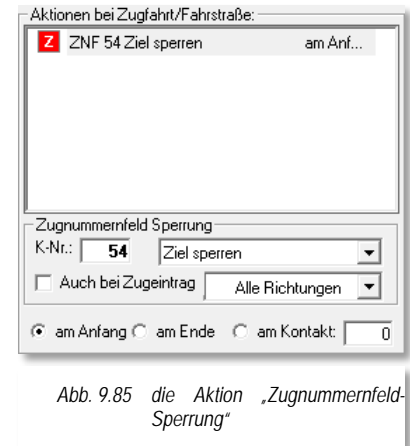 Aktionen bei Zugfahrt/Fahrstraße:
Z ZNF 54 Ziel sperren am Anf...
Zugnummernfeld Sperrung
K-Nr.: 54 Ziel sperren
Auch bei Zugeintrag Alle Richtungen
am Anfang am Ende am Kontakt: 0
Abb. 9.85 die Aktion „Zugnummernfeld-
Sperrung“